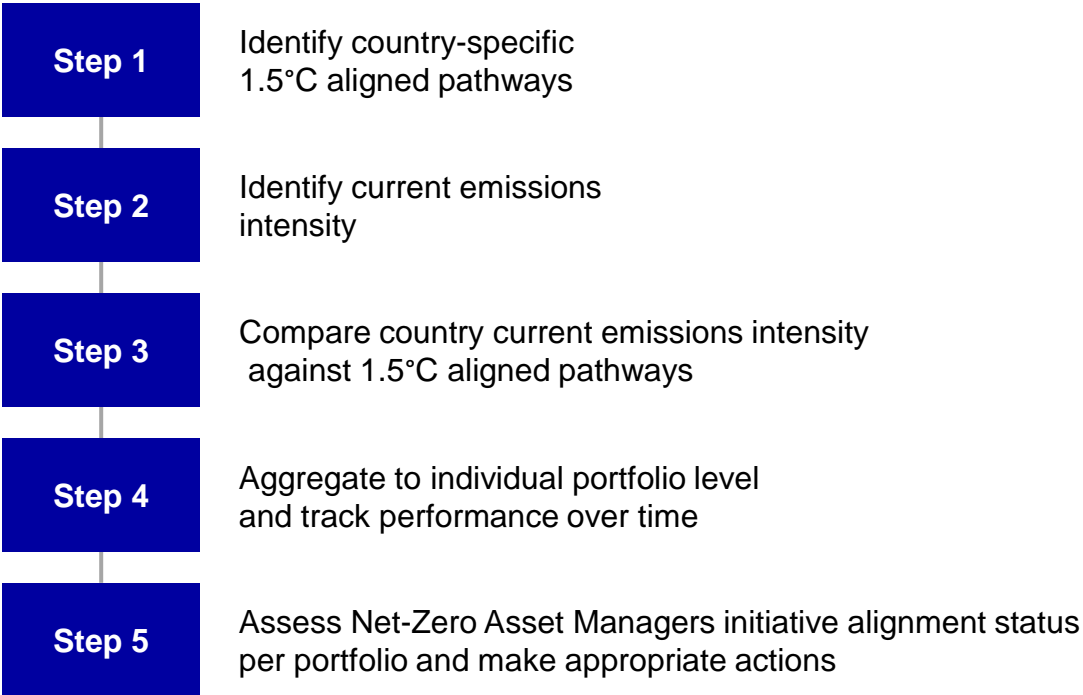 Step 1
Identify country-specific
1.5°C aligned pathways
Step 2
Identify current emissions
intensity
Step 3
Compare country current emissions intensity
against 1.5°C aligned pathways
Step 4
Aggregate to individual portfolio level
and track performance over time
Step 5
Assess Net-Zero Asset Managers initiative alignment status
per portfolio and make appropriate actions